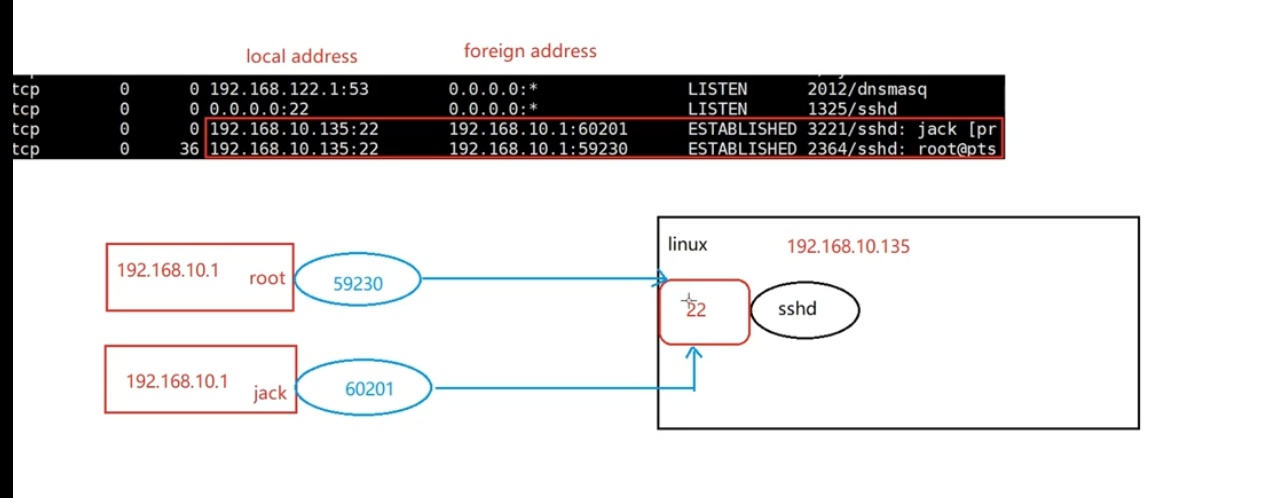 local address foreign address
tcp 0 0 192.168.122.1:53 0.0.0.0:* LISTEN 2012/dnsmasq
tcp 0 0 0.0.0.0:22 0.0.0.0:* LISTEN 1325/sshd
tcp 0 0 192.168.10.135:22 192.168.10.1:60201 ESTABLISHED 3221/sshd: jack [pr
tcp 0 36 192.168.10.135:22 192.168.10.1:59230 ESTABLISHED 2364/sshd: root@pts
linux 192.168.10.135
192.168.10.1 root 59230
22 sshd
192.168.10.1 jack 60201